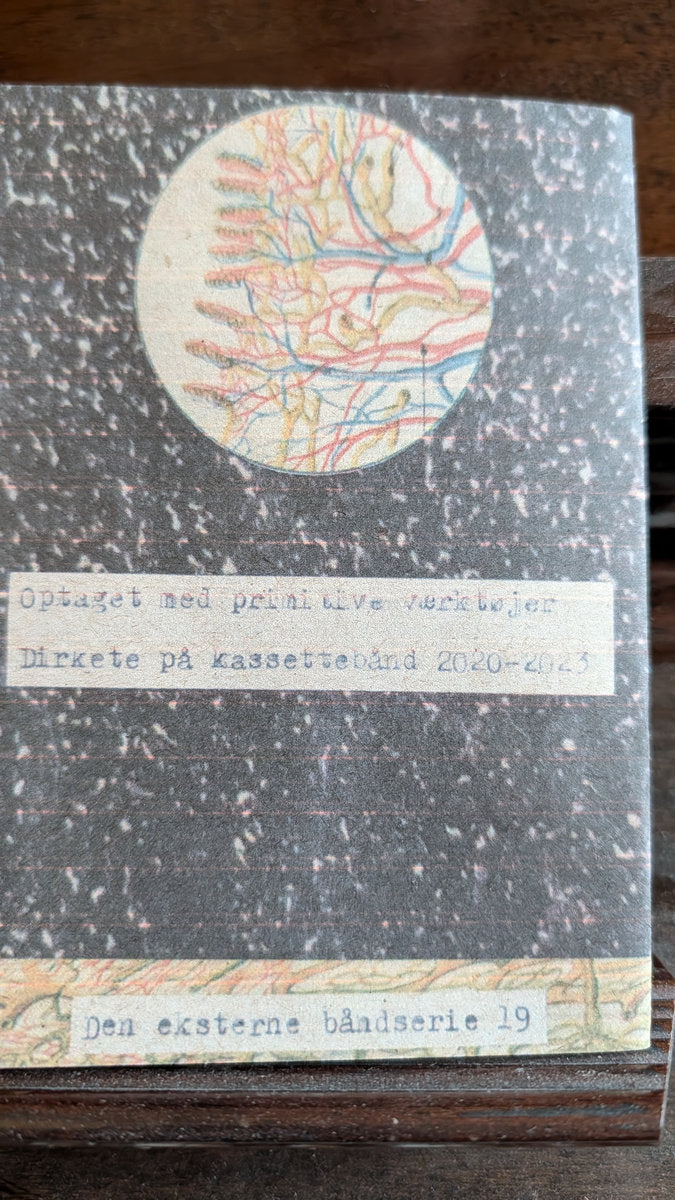 Optaget med primitive værktøjer
Dirkete på kassettebånd 2020-2023
Den eksterne båndserie 19